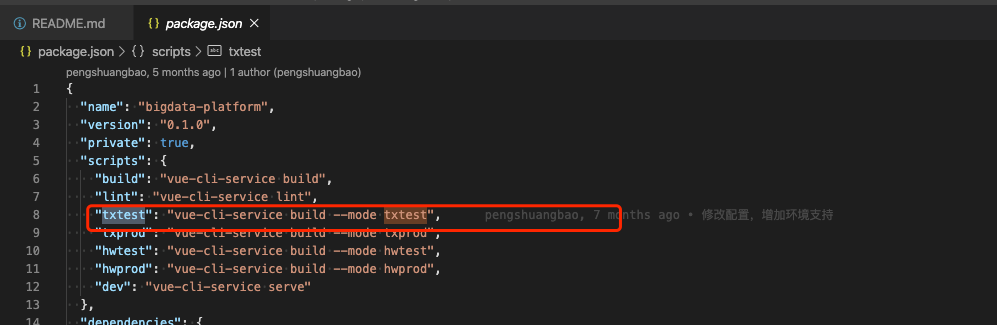 README.md
{} package.json ×
{} package.json > {} scripts > abc txtest
pengshuangbao, 5 months ago | 1 author (pengshuangbao)
1 {
2 "name": "bigdata-platform",
3 "version": "0.1.0",
4 "private": true,
5 "scripts": {
6 "build": "vue-cli-service build",
7 "lint": "vue-cli-service lint",
8 "txtest": "vue-cli-service build --mode txtest", pengshuangbao, 7 months ago • 修改配置，增加环境支持
9 "txprod": "vue-cli-service build --mode txprod",
10 "hwtest": "vue-cli-service build --mode hwtest",
11 "hwprod": "vue-cli-service build --mode hwprod",
12 "dev": "vue-cli-service serve"
13 },
14 "dependencies": {